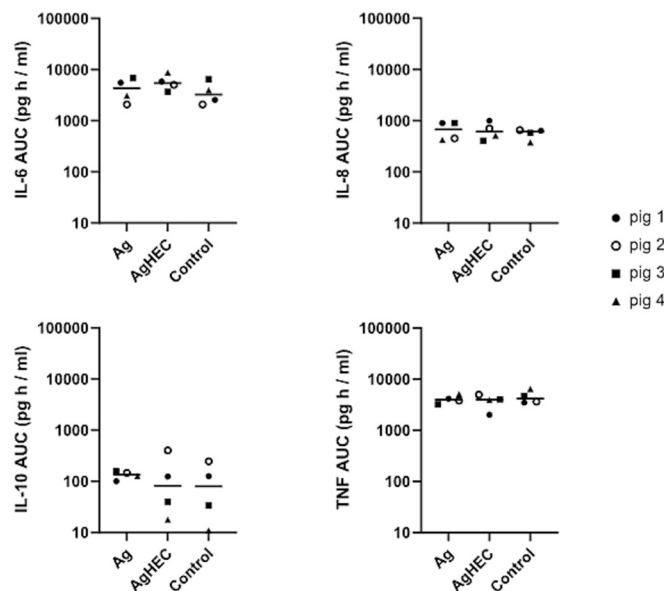 IL-6 AUC (pg h / ml)
100000
10000
1000
100
10
Ag
AgHEC
Control
IL-8 AUC (pg h / ml)
100000
10000
1000
100
10
Ag
AgHEC
Control
pig 1
pig 2
pig 3
pig 4
IL-10 AUC (pg h / ml)
100000
10000
1000
100
10
Ag
AgHEC
Control
TNF AUC (pg h / ml)
100000
10000
1000
100
10
Ag
AgHEC
Control